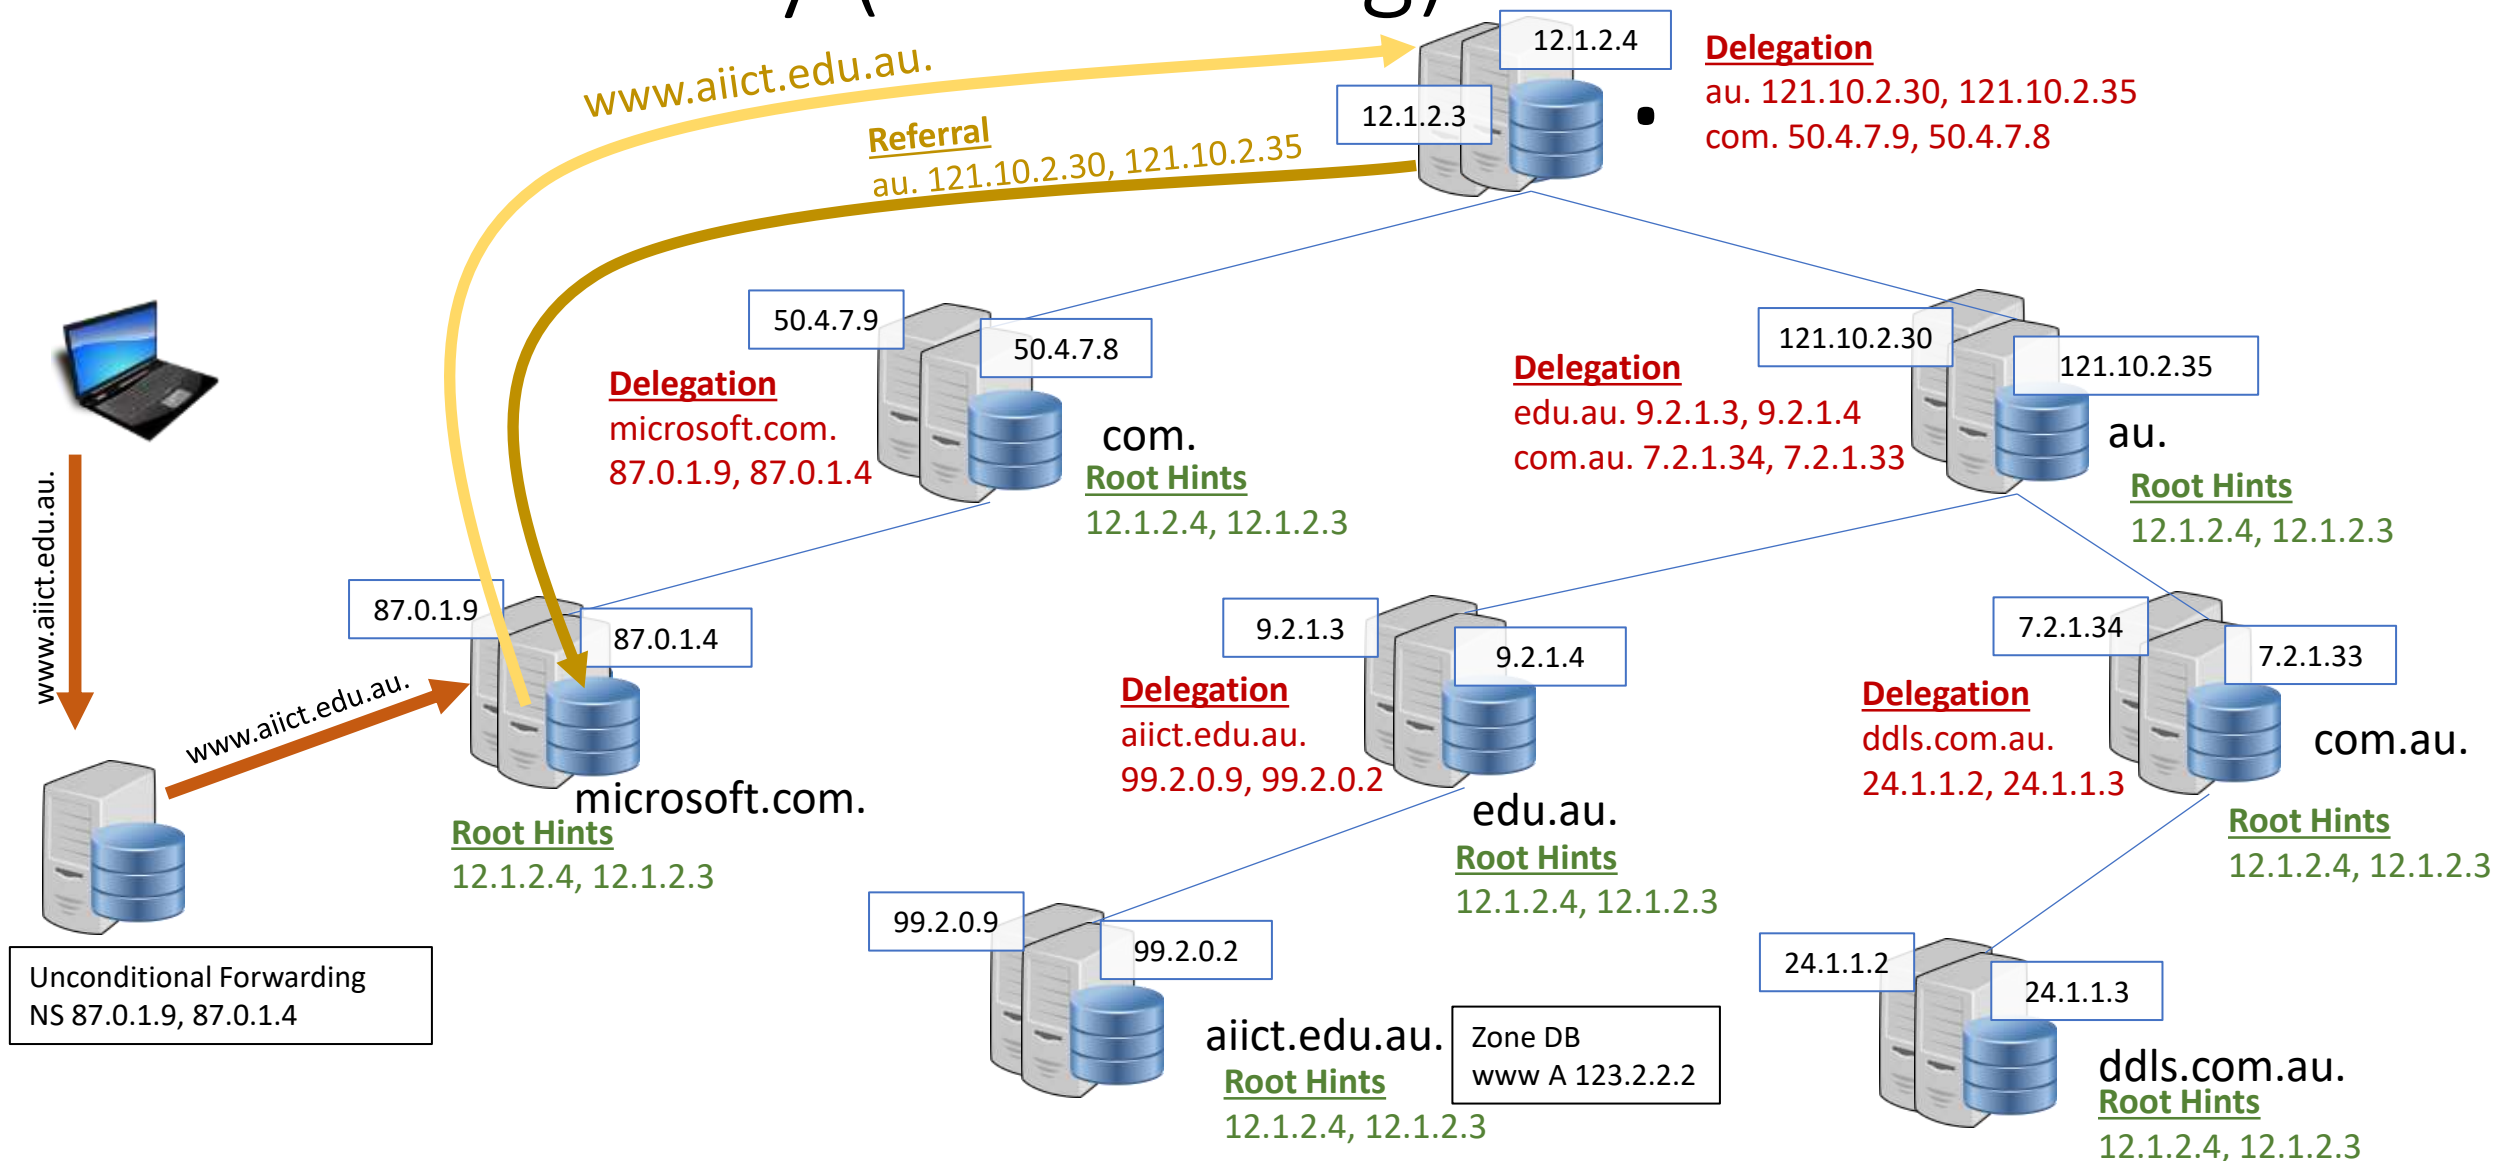 12.1.2.4
12.1.2.3
.
Delegation
au. 121.10.2.30, 121.10.2.35
com. 50.4.7.9, 50.4.7.8
www.aiict.edu.au.
Referral
au. 121.10.2.30, 121.10.2.35
50.4.7.9
50.4.7.8
Delegation
microsoft.com.
87.0.1.9, 87.0.1.4
com.
Root Hints
12.1.2.4, 12.1.2.3
121.10.2.30
121.10.2.35
Delegation
edu.au. 9.2.1.3, 9.2.1.4
com.au. 7.2.1.34, 7.2.1.33
au.
Root Hints
12.1.2.4, 12.1.2.3
www.aiict.edu.au.
www.aiict.edu.au.
87.0.1.9
87.0.1.4
microsoft.com.
Root Hints
12.1.2.4, 12.1.2.3
9.2.1.3
9.2.1.4
Delegation
aiict.edu.au.
99.2.0.9, 99.2.0.2
edu.au.
Root Hints
12.1.2.4, 12.1.2.3
7.2.1.34
7.2.1.33
Delegation
ddls.com.au.
24.1.1.2, 24.1.1.3
com.au.
Root Hints
12.1.2.4, 12.1.2.3
Unconditional Forwarding
NS 87.0.1.9, 87.0.1.4
99.2.0.9
99.2.0.2
aiict.edu.au.
Root Hints
12.1.2.4, 12.1.2.3
Zone DB
www A 123.2.2.2
24.1.1.2
24.1.1.3
ddls.com.au.
Root Hints
12.1.2.4, 12.1.2.3